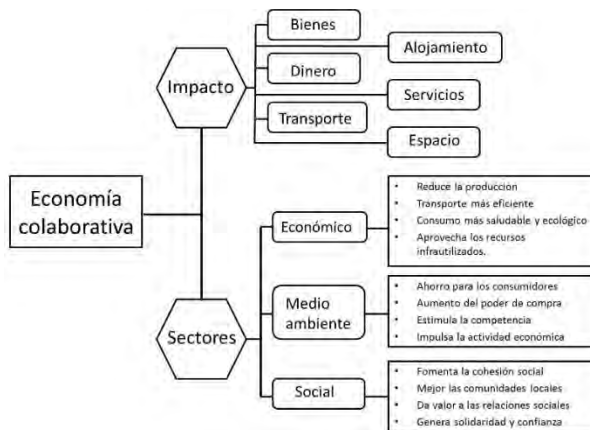 Economía
colaborativa
Impacto
Bienes
Alojamiento
Dinero
Servicios
Transporte
Espacio
Sectores
Económico
• Reduce la producción
• Transporte más eficiente
• Consumo más saludable y ecológico
• Aprovecha los recursos
infrautilizados.
Medio
ambiente
• Ahorro para los consumidores
• Aumento del poder de compra
• Estimula la competencia
• Impulsa la actividad económica
Social
• Fomenta la cohesión social
• Mejor las comunidades locales
• Da valor a las relaciones sociales
• Genera solidaridad y confianza